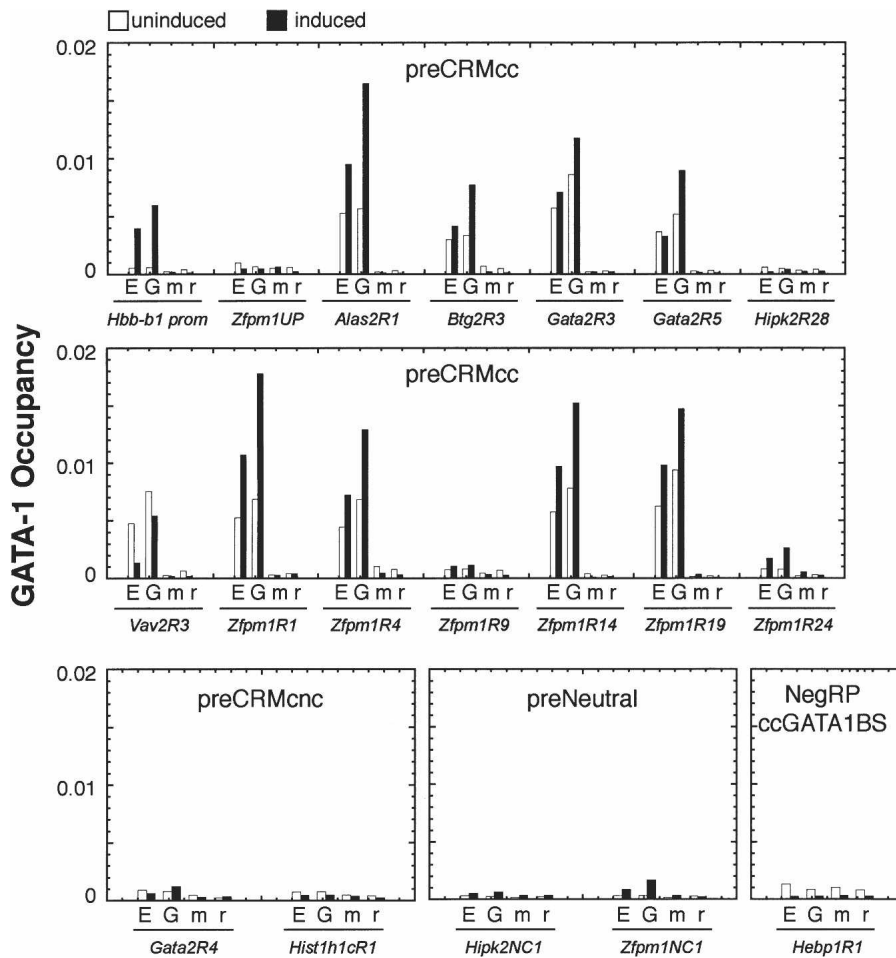 uninduced induced
GATA-1 Occupancy
0.02
preCRMcc
0.01
0
E G m r E G m r E G m r E G m r E G m r E G m r E G m r
Hbb-b1 prom Zfpm1UP Alas2R1 Btg2R3 Gata2R3 Gata2R5 Hipk2R28
0.02
preCRMcc
0.01
0
E G m r E G m r E G m r E G m r E G m r E G m r E G m r
Vav2R3 Zfpm1R1 Zfpm1R4 Zfpm1R9 Zfpm1R14 Zfpm1R19 Zfpm1R24
0.02
preCRMcnc preNeutral NegRP
ccGATA1BS
0.01
0
E G m r E G m r E G m r E G m r E G m r
Gata2R4 Hist1h1cR1 Hipk2NC1 Zfpm1NC1 Hebp1R1